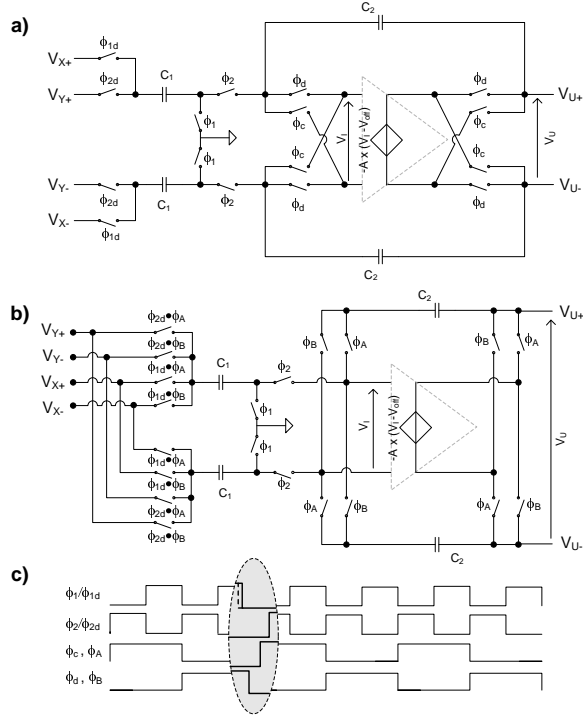 a)
C₂
ϕ1d
VX+
C₁
ϕ2
ϕd
ϕd
VY+
VU+
ϕ2d
ϕ1
ϕc
ϕc
VI
-A x (VI-Voff)
VU
ϕ1
ϕc
ϕc
VY-
VU-
ϕ2d
C₁
ϕ2
ϕd
ϕd
VX-
ϕ1d
C₂
b)
ϕ2d•ϕA
C₂
VU+
VY+
ϕ2d•ϕB
VY-
ϕ1d•ϕA
C₁
ϕ2
ϕB
ϕA
ϕB
ϕA
VX+
ϕ1d•ϕB
VX-
ϕ1
VI
-A x (VI-Voff)
VU
ϕ1
ϕ1d•ϕA
ϕ1d•ϕB
C₁
ϕ2
ϕ2d•ϕA
ϕA
ϕB
ϕA
ϕB
ϕ2d•ϕB
C₂
VU-
c)
ϕ1/ϕ1d
ϕ2/ϕ2d
ϕc , ϕA
ϕd , ϕB